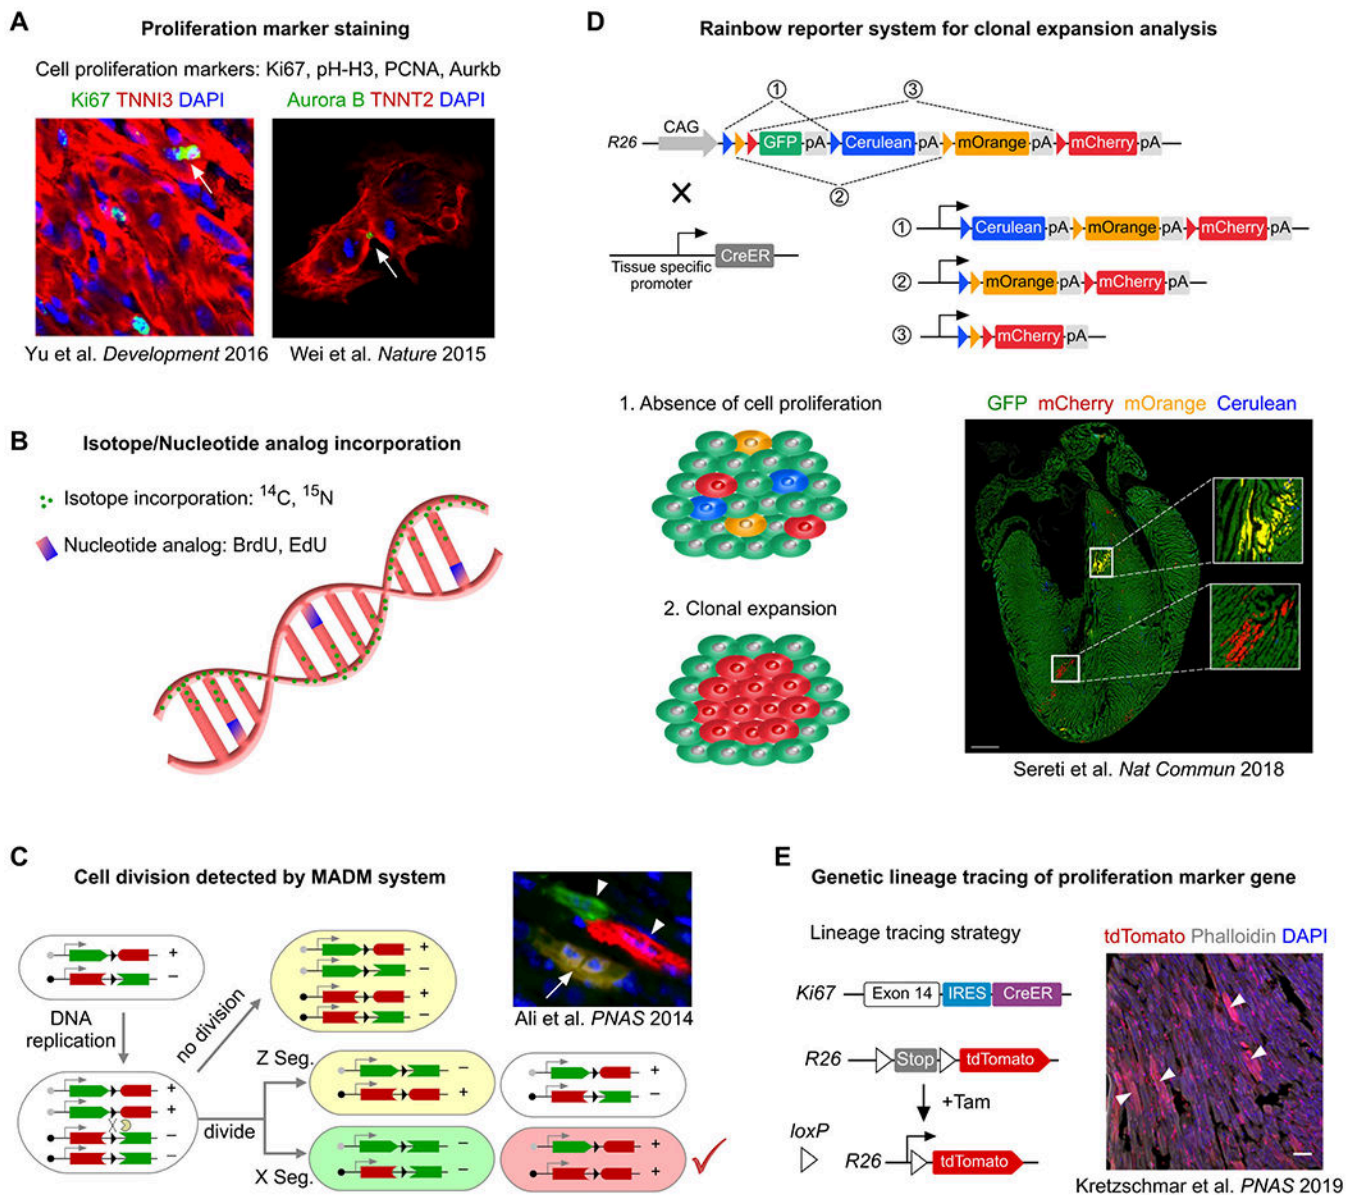 A
Proliferation marker staining
Cell proliferation markers: Ki67, pH-H3, PCNA, Aurkb
Ki67 TNNI3 DAPI
Aurora B TNNT2 DAPI
Yu et al. Development 2016
Wei et al. Nature 2015
B
Isotope/Nucleotide analog incorporation
Isotope incorporation: ¹⁴C, ¹⁵N
Nucleotide analog: BrdU, EdU
D
Rainbow reporter system for clonal expansion analysis
① ③
R26 CAG GFP pA Cerulean pA mOrange pA mCherry pA
②
X
Tissue specific
promoter
CreER
① Cerulean pA mOrange pA mCherry pA
② mOrange pA mCherry pA
③ mCherry pA
1. Absence of cell proliferation
2. Clonal expansion
GFP mCherry mOrange Cerulean
Sereti et al. Nat Commun 2018
C
Cell division detected by MADM system
+
−
DNA
replication
no division
+
−
+
−
+
+
X
−
−
divide
Z Seg.
−
+
+
−
X Seg.
−
−
+
+
Ali et al. PNAS 2014
E
Genetic lineage tracing of proliferation marker gene
Lineage tracing strategy
Ki67 Exon 14 IRES CreER
R26 Stop tdTomato
+Tam
loxP
R26 tdTomato
tdTomato Phalloidin DAPI
Kretzschmar et al. PNAS 2019